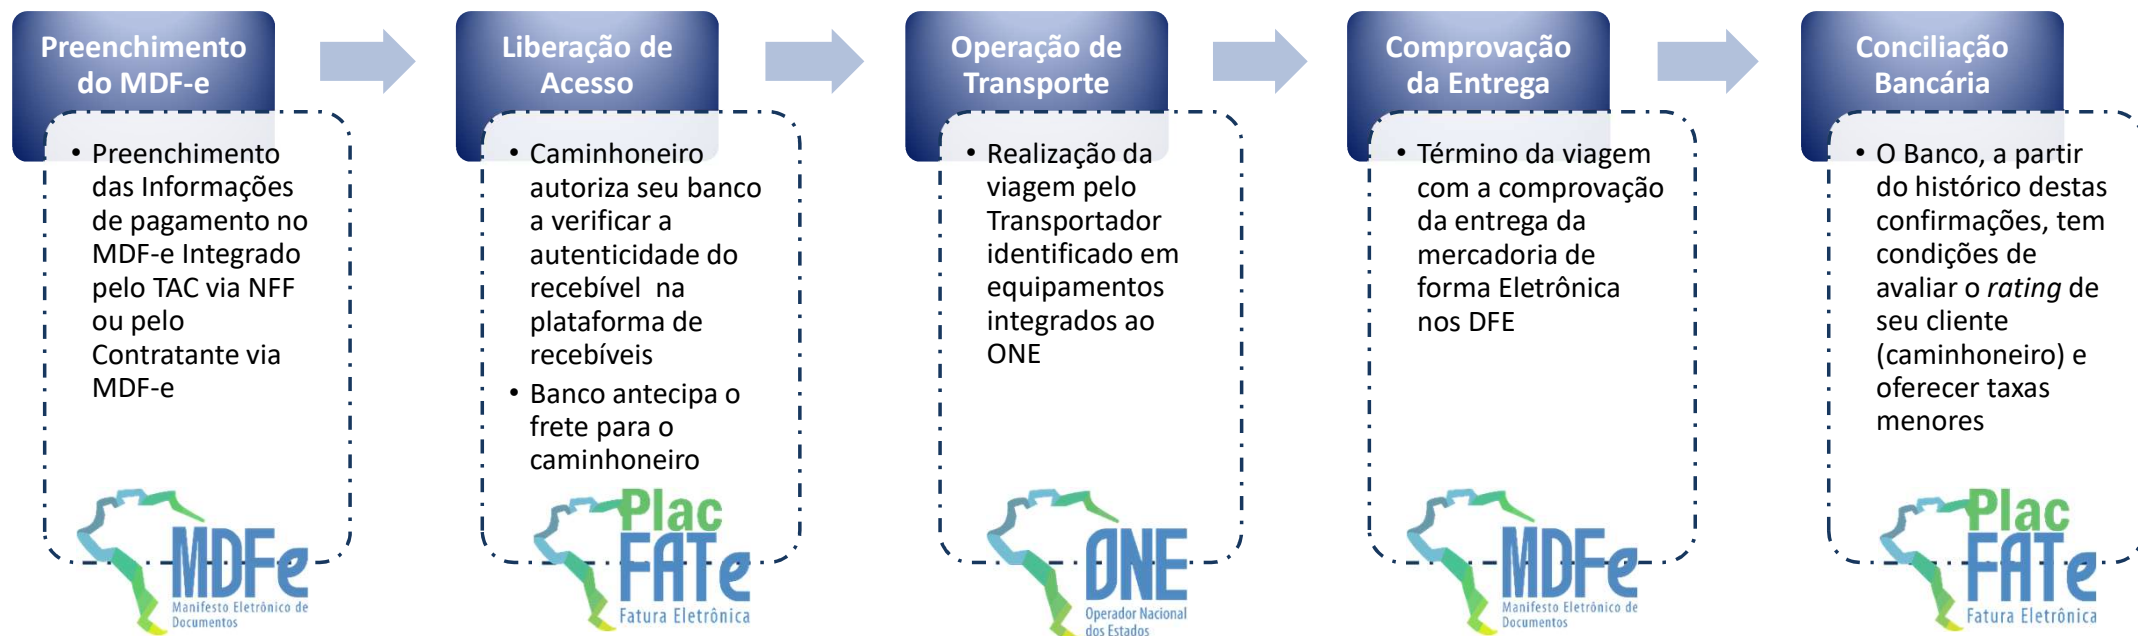 Preenchimento
do MDF-e
• Preenchimento
das Informações
de pagamento no
MDF-e Integrado
pelo TAC via NFF
ou pelo
Contratante via
MDF-e
MDFe
Manifesto Eletrônico de
Documentos
Liberação de
Acesso
• Caminhoneiro
autoriza seu banco
a verificar a
autenticidade do
recebível na
plataforma de
recebíveis
• Banco antecipa o
frete para o
caminhoneiro
Plac
FATe
Fatura Eletrônica
Operação de
Transporte
• Realização da
viagem pelo
Transportador
identificado em
equipamentos
integrados ao
ONE
ONE
Operador Nacional
dos Estados
Comprovação
da Entrega
• Término da viagem
com a comprovação
da entrega da
mercadoria de
forma Eletrônica
nos DFE
MDFe
Manifesto Eletrônico de
Documentos
Conciliação
Bancária
• O Banco, a partir
do histórico destas
confirmações, tem
condições de
avaliar o rating de
seu cliente
(caminhoneiro) e
oferecer taxas
menores
Plac
FATe
Fatura Eletrônica